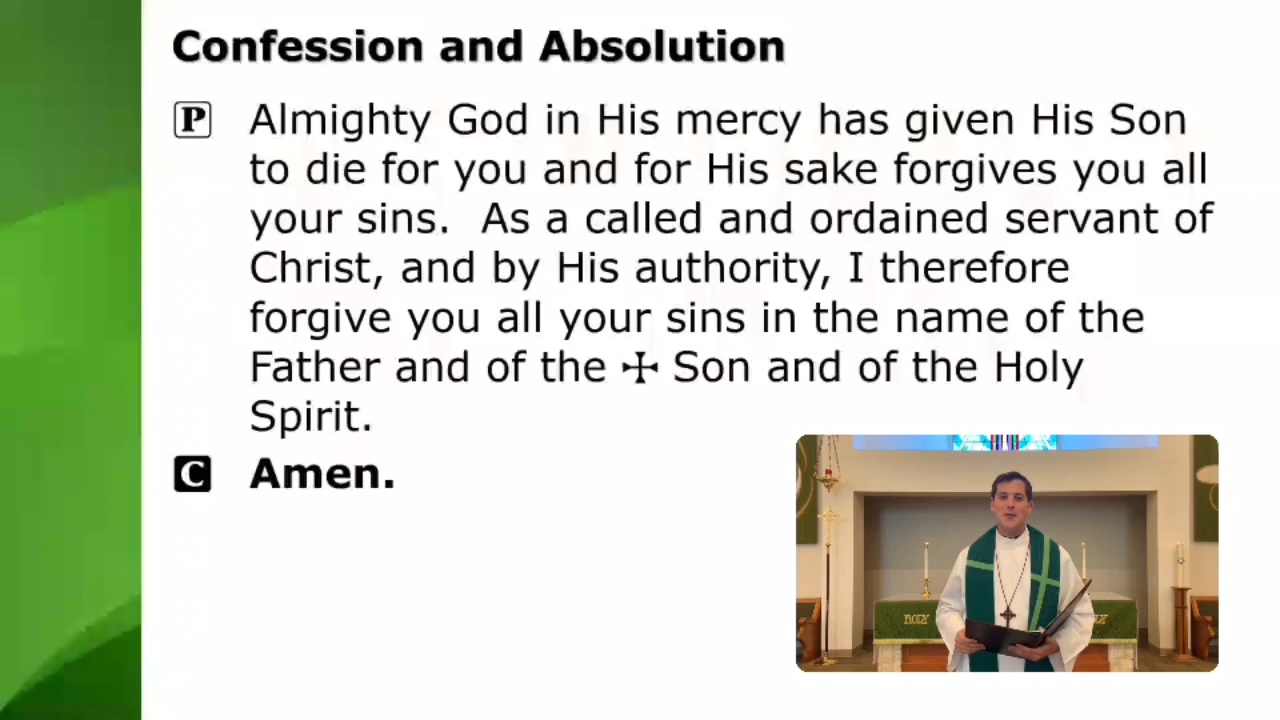 Confession and Absolution
P Almighty God in His mercy has given His Son
to die for you and for His sake forgives you all
your sins.  As a called and ordained servant of
Christ, and by His authority, I therefore
forgive you all your sins in the name of the
Father and of the ☩ Son and of the Holy
Spirit.
C Amen.
HOLY